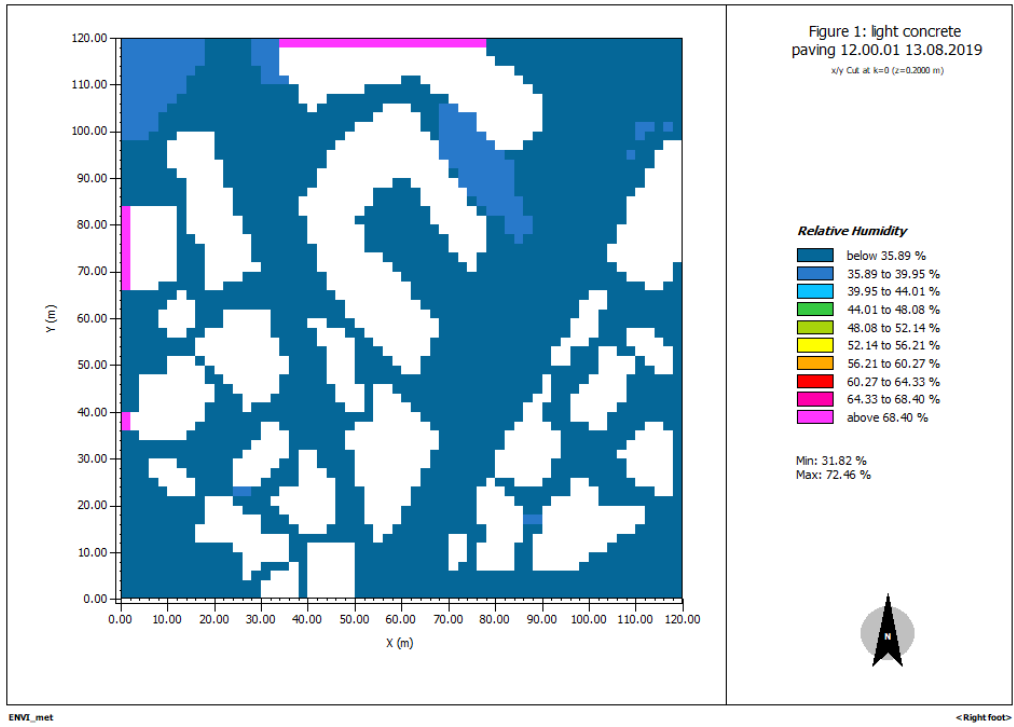 Figure 1: light concrete
paving 12.00.01 13.08.2019
x/y Cut at k=0 (z=0.2000 m)
120.00
110.00
100.00
90.00
80.00
70.00
60.00
50.00
40.00
30.00
20.00
10.00
0.00
Y (m)
0.00 10.00 20.00 30.00 40.00 50.00 60.00 70.00 80.00 90.00 100.00 110.00 120.00
X (m)
Relative Humidity
below 35.89 %
35.89 to 39.95 %
39.95 to 44.01 %
44.01 to 48.08 %
48.08 to 52.14 %
52.14 to 56.21 %
56.21 to 60.27 %
60.27 to 64.33 %
64.33 to 68.40 %
above 68.40 %
Min: 31.82 %
Max: 72.46 %
N
ENVI_met
<Right foot>